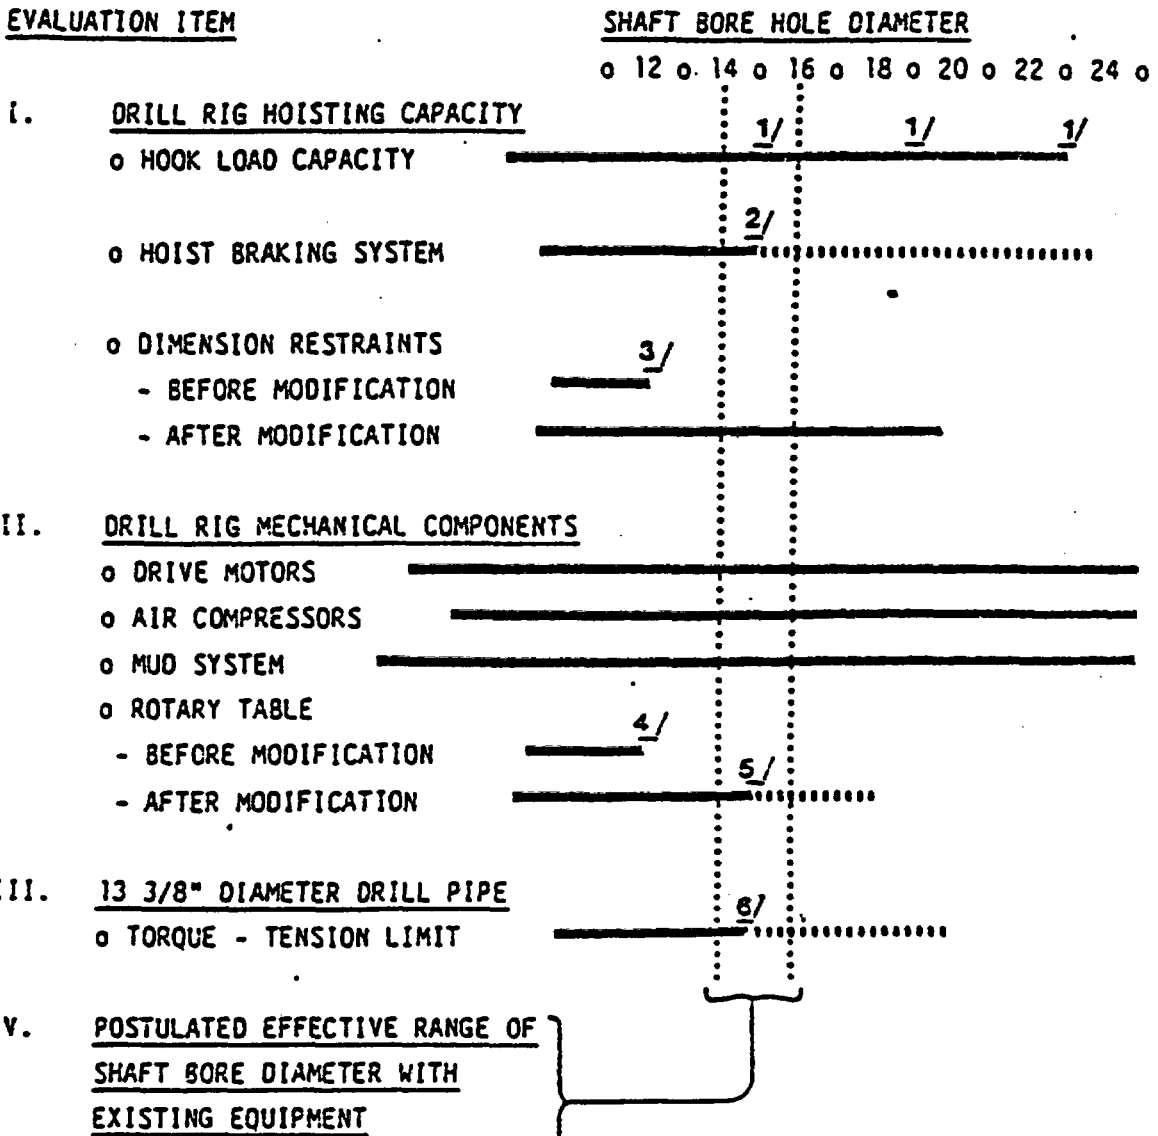 EVALUATION ITEM
SHAFT BORE HOLE DIAMETER
o 12 o 14 o 16 o 18 o 20 o 22 o 24 o
I. DRILL RIG HOISTING CAPACITY
1/ 1/ 1/
o HOOK LOAD CAPACITY
2/
o HOIST BRAKING SYSTEM
o DIMENSION RESTRAINTS
3/
- BEFORE MODIFICATION
- AFTER MODIFICATION
II. DRILL RIG MECHANICAL COMPONENTS
o DRIVE MOTORS
o AIR COMPRESSORS
o MUD SYSTEM
o ROTARY TABLE
4/
- BEFORE MODIFICATION
5/
- AFTER MODIFICATION
III. 13 3/8" DIAMETER DRILL PIPE
6/
o TORQUE - TENSION LIMIT
V. POSTULATED EFFECTIVE RANGE OF
SHAFT BORE DIAMETER WITH
EXISTING EQUIPMENT